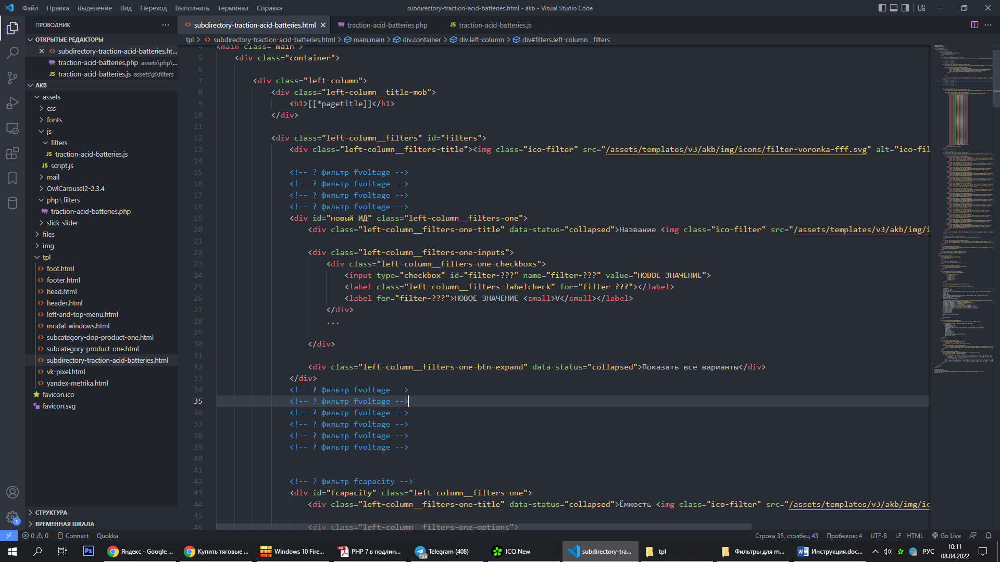 Файл Правка Выделение Вид Переход Выполнить Терминал Справка
subdirectory-traction-acid-batteries.html - akb - Visual Studio Code
ПРОВОДНИК
ОТКРЫТЫЕ РЕДАКТОРЫ
subdirectory-traction-acid-batteries.ht...
traction-acid-batteries.php assets\php\...
JS traction-acid-batteries.js assets\js\filters
AKB
assets
css
fonts
js
filters
JS traction-acid-batteries.js
JS script.js
mail
OwlCarousel2-2.3.4
php\filters
traction-acid-batteries.php
slick-slider
files
img
tpl
foot.html
footer.html
head.html
header.html
left-and-top-menu.html
modal-windows.html
subcategory-dop-product-one.html
subcategory-product-one.html
subdirectory-traction-acid-batteries.html
vk-pixel.html
yandex-metrika.html
favicon.ico
favicon.svg
СТРУКТУРА
ВРЕМЕННАЯ ШКАЛА
subdirectory-traction-acid-batteries.html
traction-acid-batteries.php
JS traction-acid-batteries.js
tpl > subdirectory-traction-acid-batteries.html > main.main > div.container > div.left-column > div#filters.left-column__filters
4 <main class="main">
5 <div class="container">
6
7 <div class="left-column">
8 <div class="left-column__title-mob">
9 <h1>[[*pagetitle]]</h1>
10 </div>
11
12 <div class="left-column__filters" id="filters">
13 <div class="left-column__filters-title"><img class="ico-filter" src="/assets/templates/v3/akb/img/icons/filter-voronka-fff.svg" alt="ico-fil
14
15 <!-- ? фильтр fvoltage -->
16 <!-- ? фильтр fvoltage -->
17 <!-- ? фильтр fvoltage -->
18 <!-- ? фильтр fvoltage -->
19 <div id="новый ИД" class="left-column__filters-one">
20 <div class="left-column__filters-one-title" data-status="collapsed">Название <img class="ico-filter" src="/assets/templates/v3/akb/img/i
21
22 <div class="left-column__filters-one-inputs">
23 <div class="left-column__filters-one-checkboxs">
24 <input type="checkbox" id="filter-???" name="filter-???" value="НОВОЕ ЗНАЧЕНИЕ">
25 <label class="left-column__filters-labelcheck" for="filter-???"></label>
26 <label for="filter-???">НОВОЕ ЗНАЧЕНИЕ <small>V</small></label>
27 </div>
28 ...
29
30 </div>
31
32 <div class="left-column__filters-one-btn-expand" data-status="collapsed">Показать все варианты</div>
33 </div>
34 <!-- ? фильтр fvoltage -->
35 <!-- ? фильтр fvoltage -->
36 <!-- ? фильтр fvoltage -->
37 <!-- ? фильтр fvoltage -->
38 <!-- ? фильтр fvoltage -->
39 <!-- ? фильтр fvoltage -->
40
41
42 <!-- ? фильтр fcapacity -->
43 <div id="fcapacity" class="left-column__filters-one">
44 <div class="left-column__filters-one-title" data-status="collapsed">Ёмкость <img class="ico-filter" src="/assets/templates/v3/akb/img/ic
45
46 <div class="left-column__filters-one-options">
0 0 Connect Quokka
Строка 35, столбец 43 Пробелов: 4 UTF-8 LF HTML Go Live
Ps
Яндекс - Google ...
Купить тяговые ...
Windows 10 Fire...
PHP 7 в подлин...
Telegram (408)
408
ICQ New
subdirectory-tra...
tpl
Фильтры для m...
Инструкция.doc...
РУС
10:11
08.04.2022
1